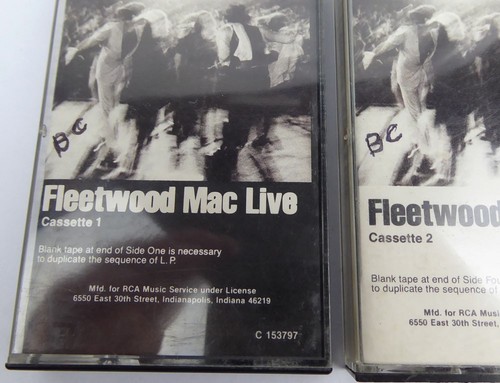 BC
Fleetwood Mac Live
Cassette 1
Blank tape at end of Side One is necessary
to duplicate the sequence of L.P.
Mfd. for RCA Music Service under License
6550 East 30th Street, Indianapolis, Indiana 46219
C 153797
BC
Fleetwood
Cassette 2
Blank tape at end of Side Fou
to duplicate the sequence of
Mfd. for RCA Musi
6550 East 30th Street,